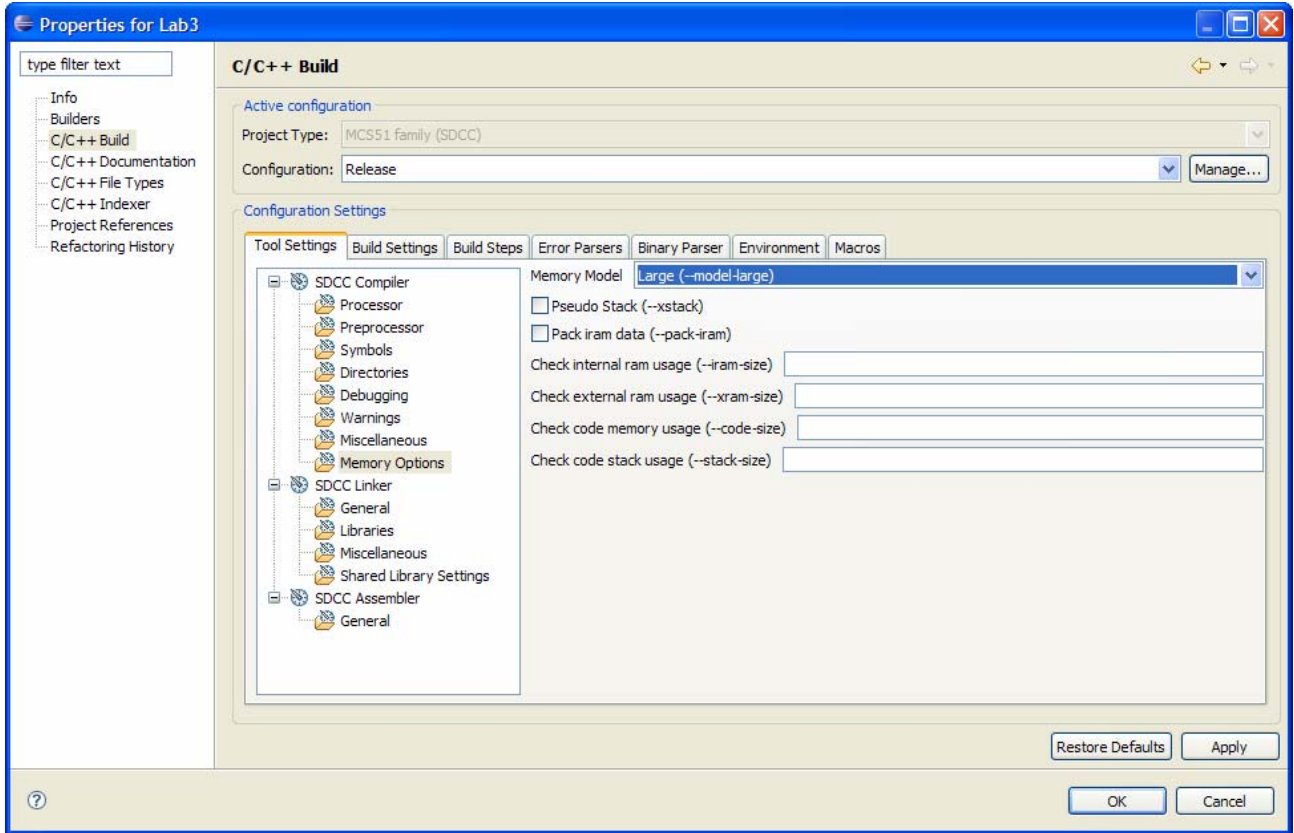 Properties for Lab3
type filter text
Info
Builders
C/C++ Build
C/C++ Documentation
C/C++ File Types
C/C++ Indexer
Project References
Refactoring History
C/C++ Build
Active configuration
Project Type: MCS51 family (SDCC)
Configuration: Release Manage...
Configuration Settings
Tool Settings Build Settings Build Steps Error Parsers Binary Parser Environment Macros
SDCC Compiler
Processor
Preprocessor
Symbols
Directories
Debugging
Warnings
Miscellaneous
Memory Options
SDCC Linker
General
Libraries
Miscellaneous
Shared Library Settings
SDCC Assembler
General
Memory Model Large (--model-large)
Pseudo Stack (--xstack)
Pack iram data (--pack-iram)
Check internal ram usage (--iram-size)
Check external ram usage (--xram-size)
Check code memory usage (--code-size)
Check code stack usage (--stack-size)
Restore Defaults Apply
? OK Cancel